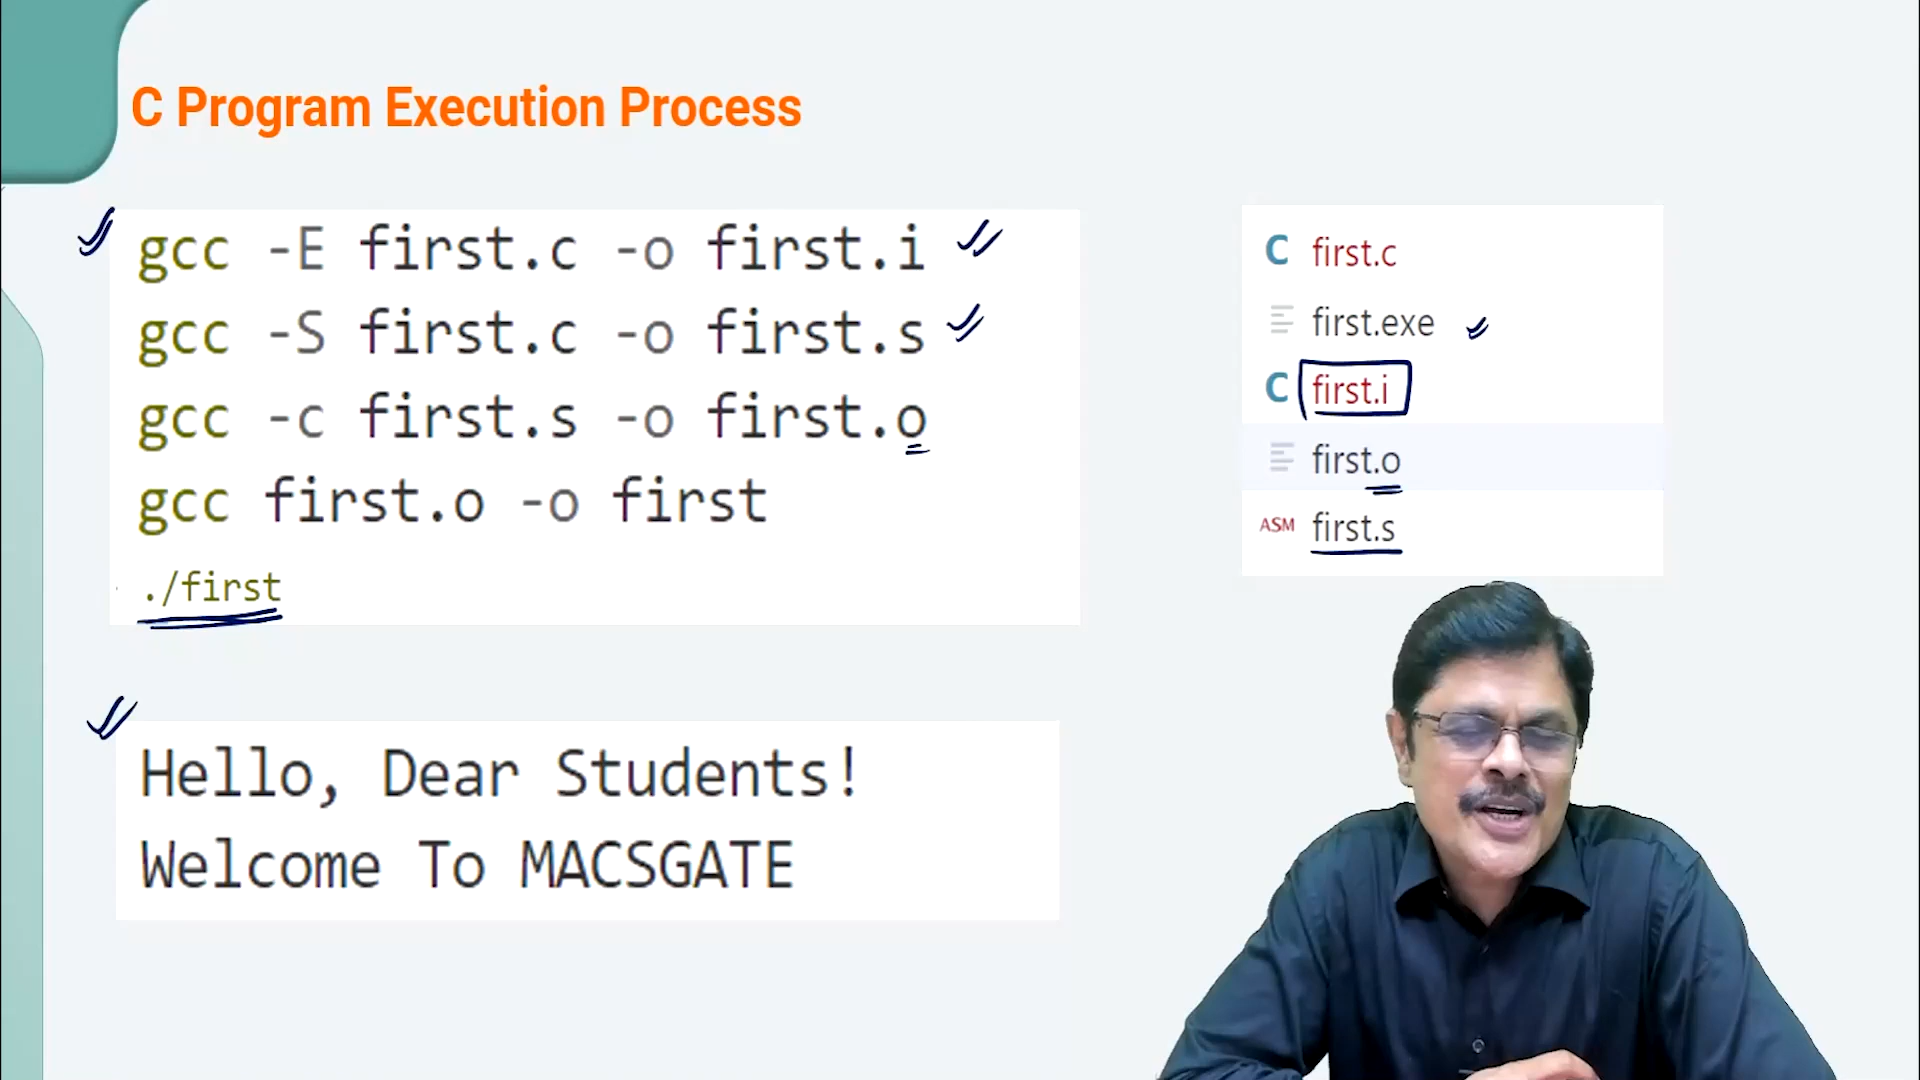 C Program Execution Process
gcc -E first.c -o first.i
gcc -S first.c -o first.s
gcc -c first.s -o first.o
gcc first.o -o first
./first
Hello, Dear Students!
Welcome To MACSGATE
C first.c
first.exe
C first.i
first.o
ASM first.s